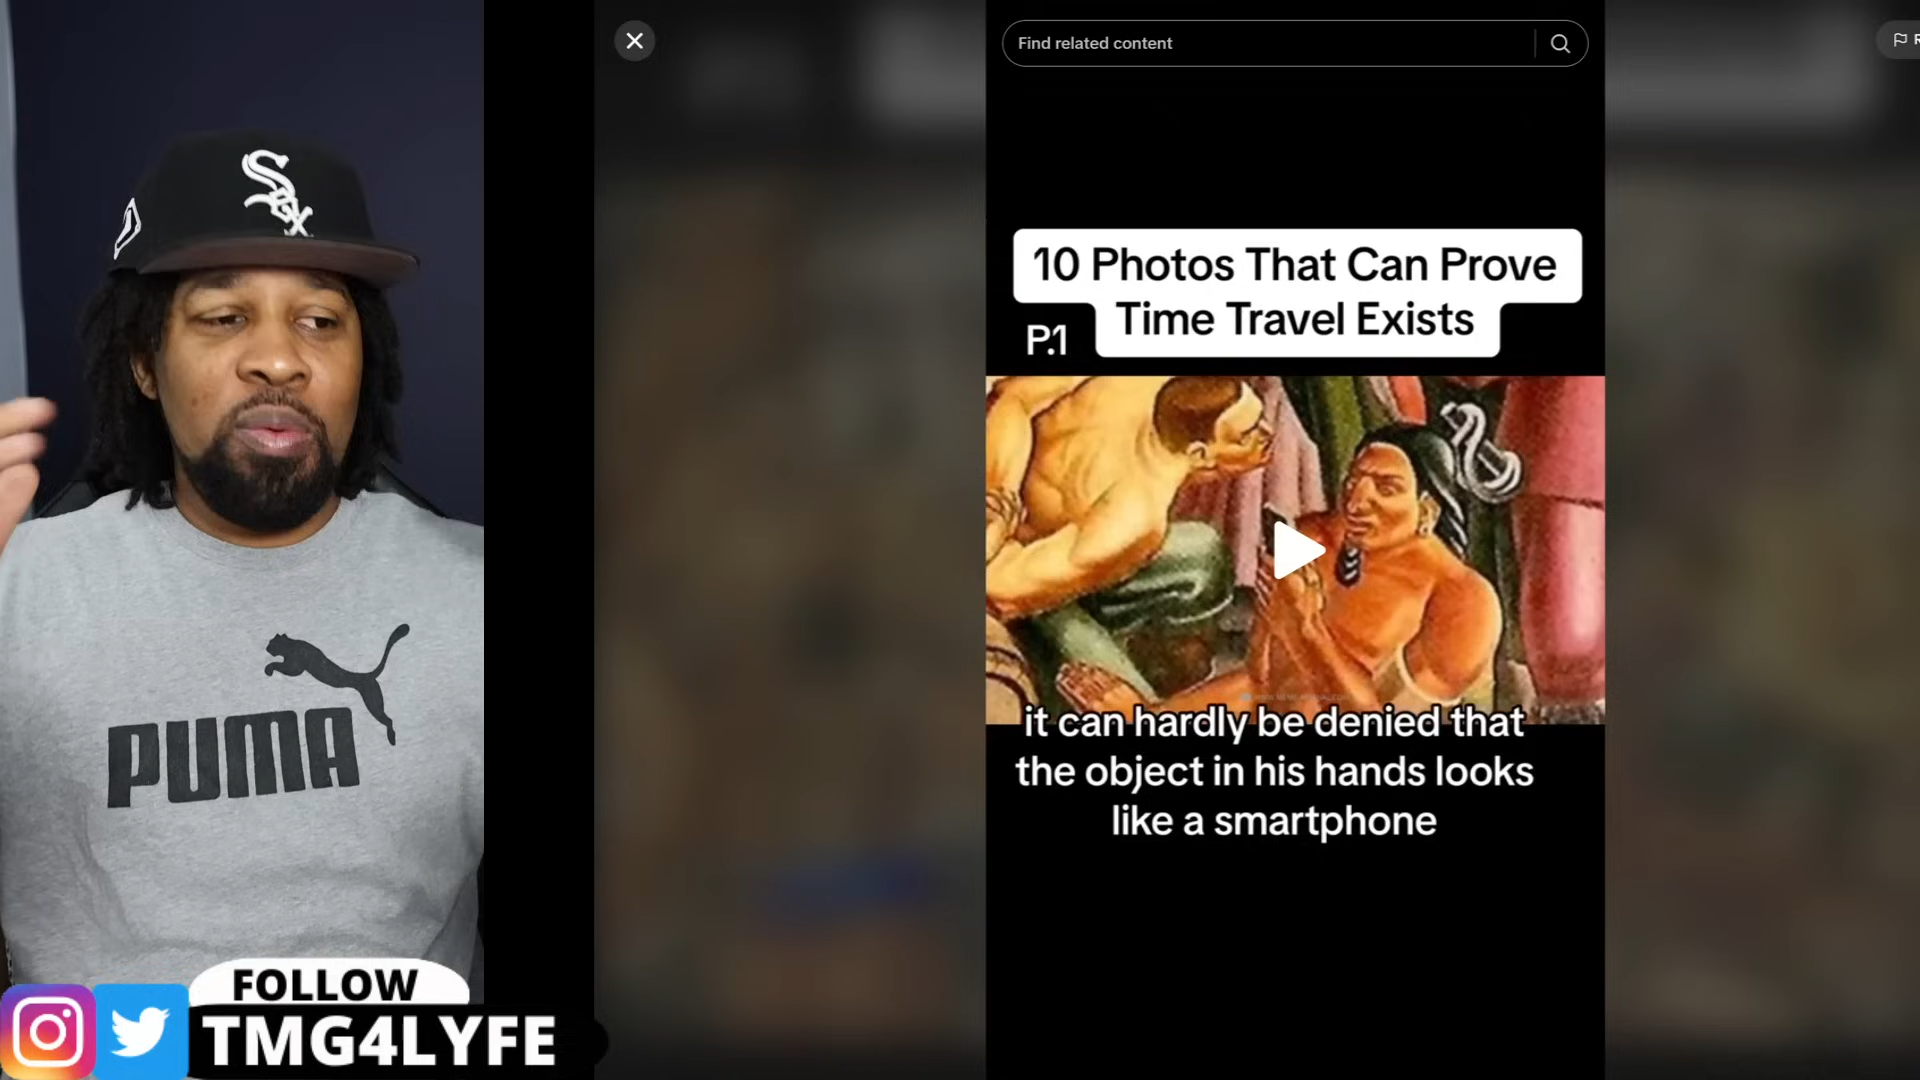 Find related content
R
10 Photos That Can Prove
Time Travel Exists
P.1
it can hardly be denied that
the object in his hands looks
like a smartphone
Sox
PUMA
FOLLOW
TMG4LYFE